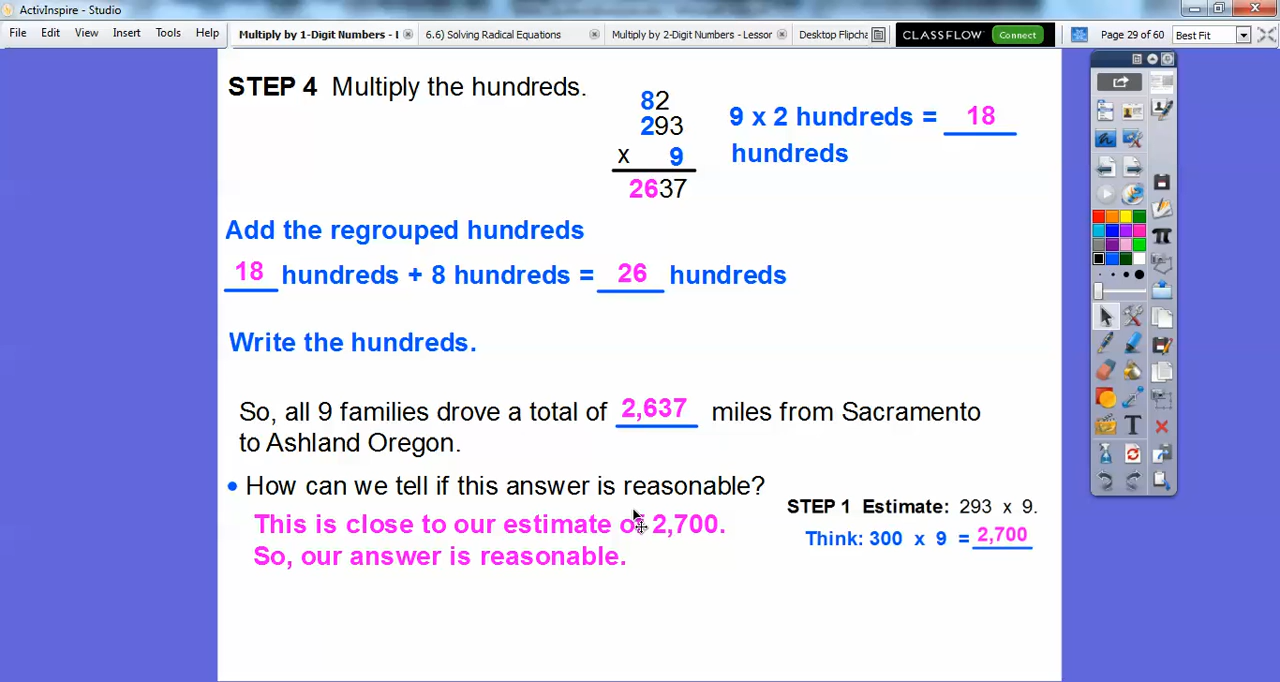 ActivInspire - Studio
File Edit View Insert Tools Help
Multiply by 1-Digit Numbers - l 6.6) Solving Radical Equations Multiply by 2-Digit Numbers - Lessor Desktop Flipcha CLASSFLOW Connect Page 29 of 60 Best Fit
STEP 4 Multiply the hundreds.
82
293
x 9
2637
9 x 2 hundreds = 18
hundreds
Add the regrouped hundreds
18 hundreds + 8 hundreds = 26 hundreds
Write the hundreds.
So, all 9 families drove a total of 2,637 miles from Sacramento
to Ashland Oregon.
• How can we tell if this answer is reasonable?
This is close to our estimate of 2,700.
So, our answer is reasonable.
STEP 1 Estimate: 293 x 9.
Think: 300 x 9 = 2,700